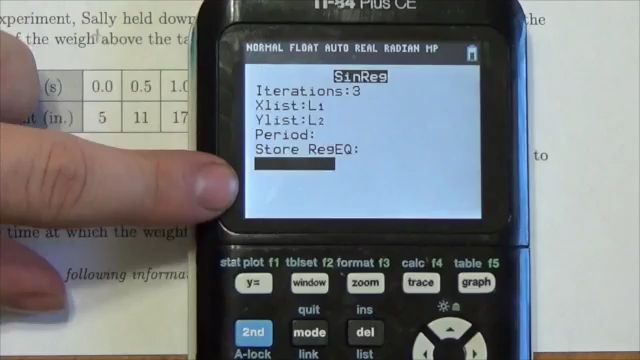 xperiment, Sally held down
the
of the weigh above the ta
(s) 0.0 0.5 1.0
t (in.) 5 11 17
to
time at which the weight
following informat
TI-84 Plus CE
NORMAL FLOAT AUTO REAL RADIAN MP
SinReg
Iterations:3
Xlist:L1
Ylist:L2
Period:
Store RegEQ:
stat plot f1 tblset f2 format f3 calc f4 table f5
y= window zoom trace graph
quit ins
2nd mode del
A-lock link list